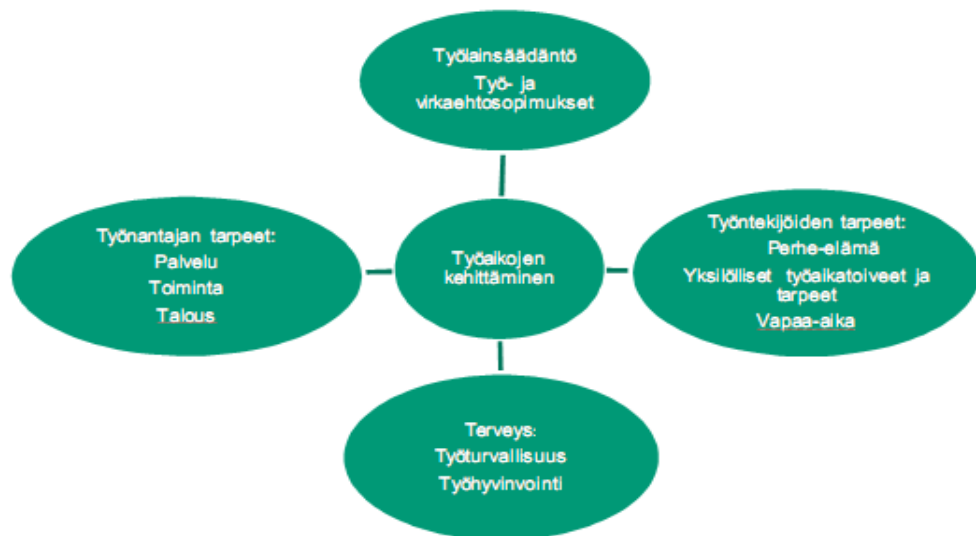 Työlainsäädäntö
Työ- ja
virkaehtosopimukset
Työnantajan tarpeet:
Palvelu
Toiminta
Talous
Työaikojen
kehittäminen
Työntekijöiden tarpeet:
Perhe-elämä
Yksilölliset työaikatoiveet ja
tarpeet
Vapaa-aika
Terveys:
Työturvallisuus
Työhyvinvointi